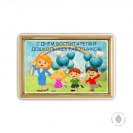 С ДНЕМ ВОСПИТАТЕЛЯ И
ДОШКОЛЬНЫХ РАБОТНИКОВ